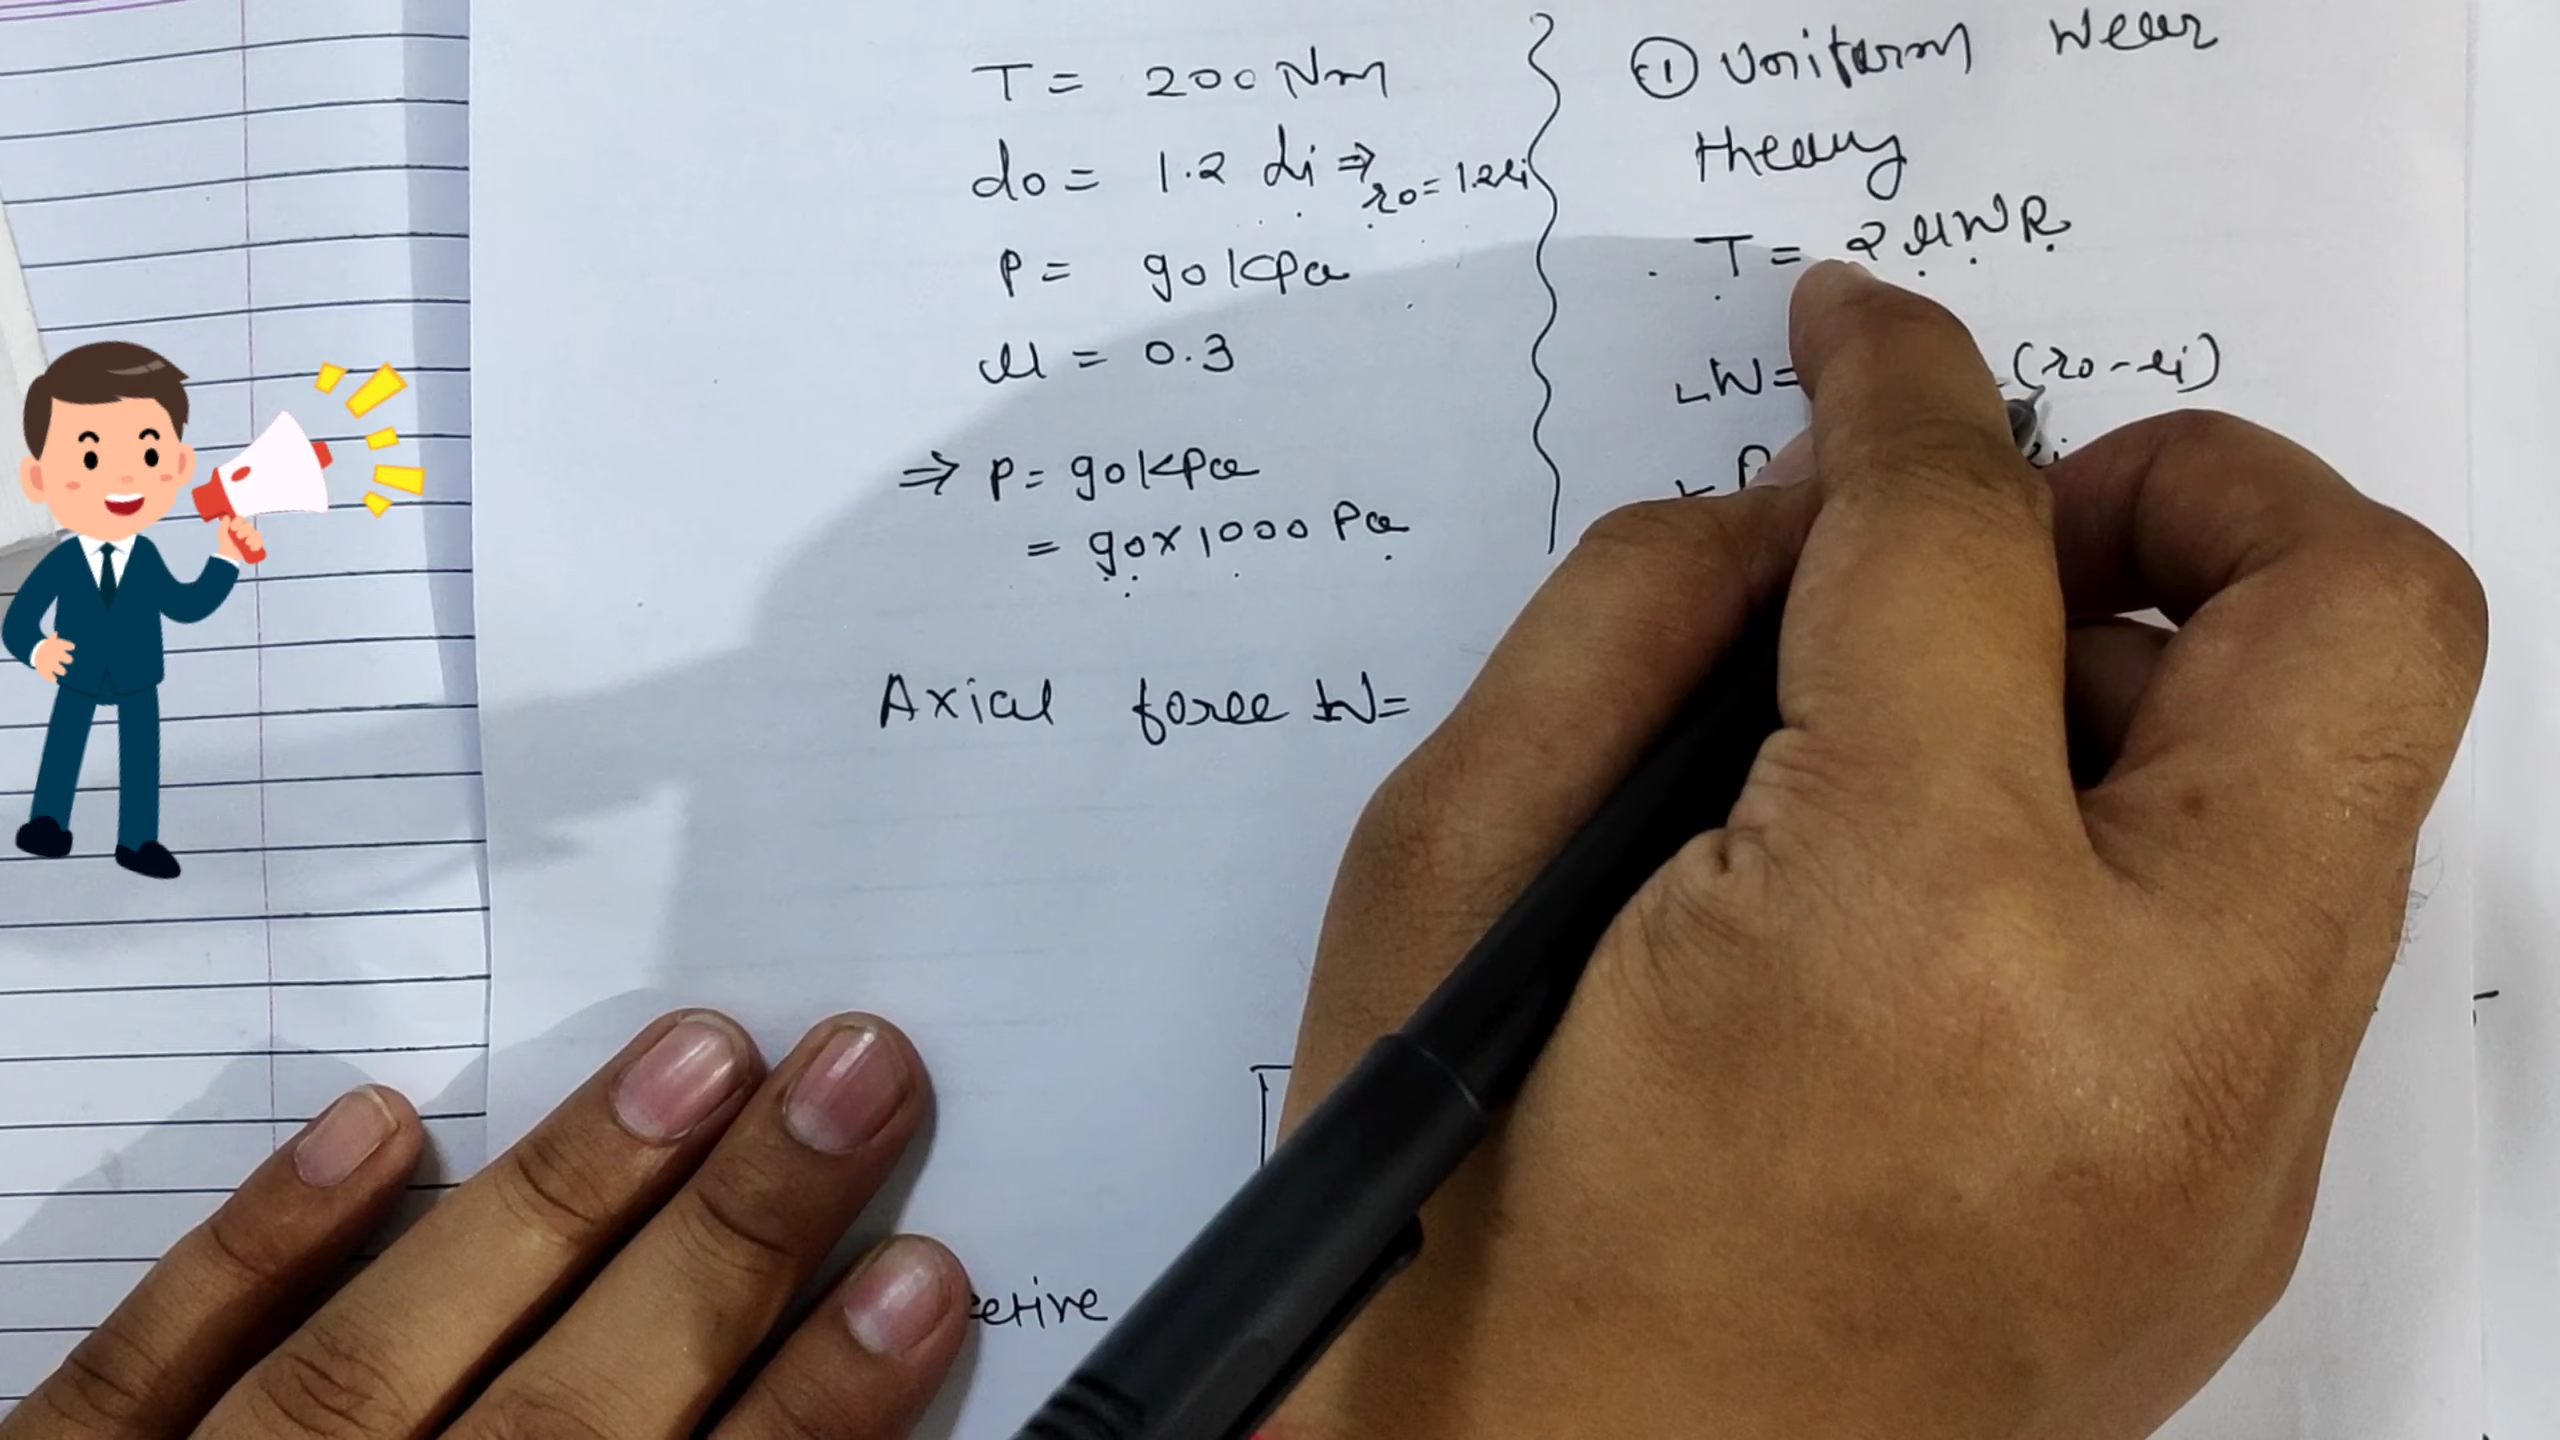 T = 200 Nm
do = 1.2 di ⇒ ro = 1.2ri
P = 90 kPa
μ = 0.3
⇒ P = 90 kPa
= 90 x 1000 Pa
Axial force W =
① Uniform wear
theory
T = 2 μ W R
W = (ro - ri)